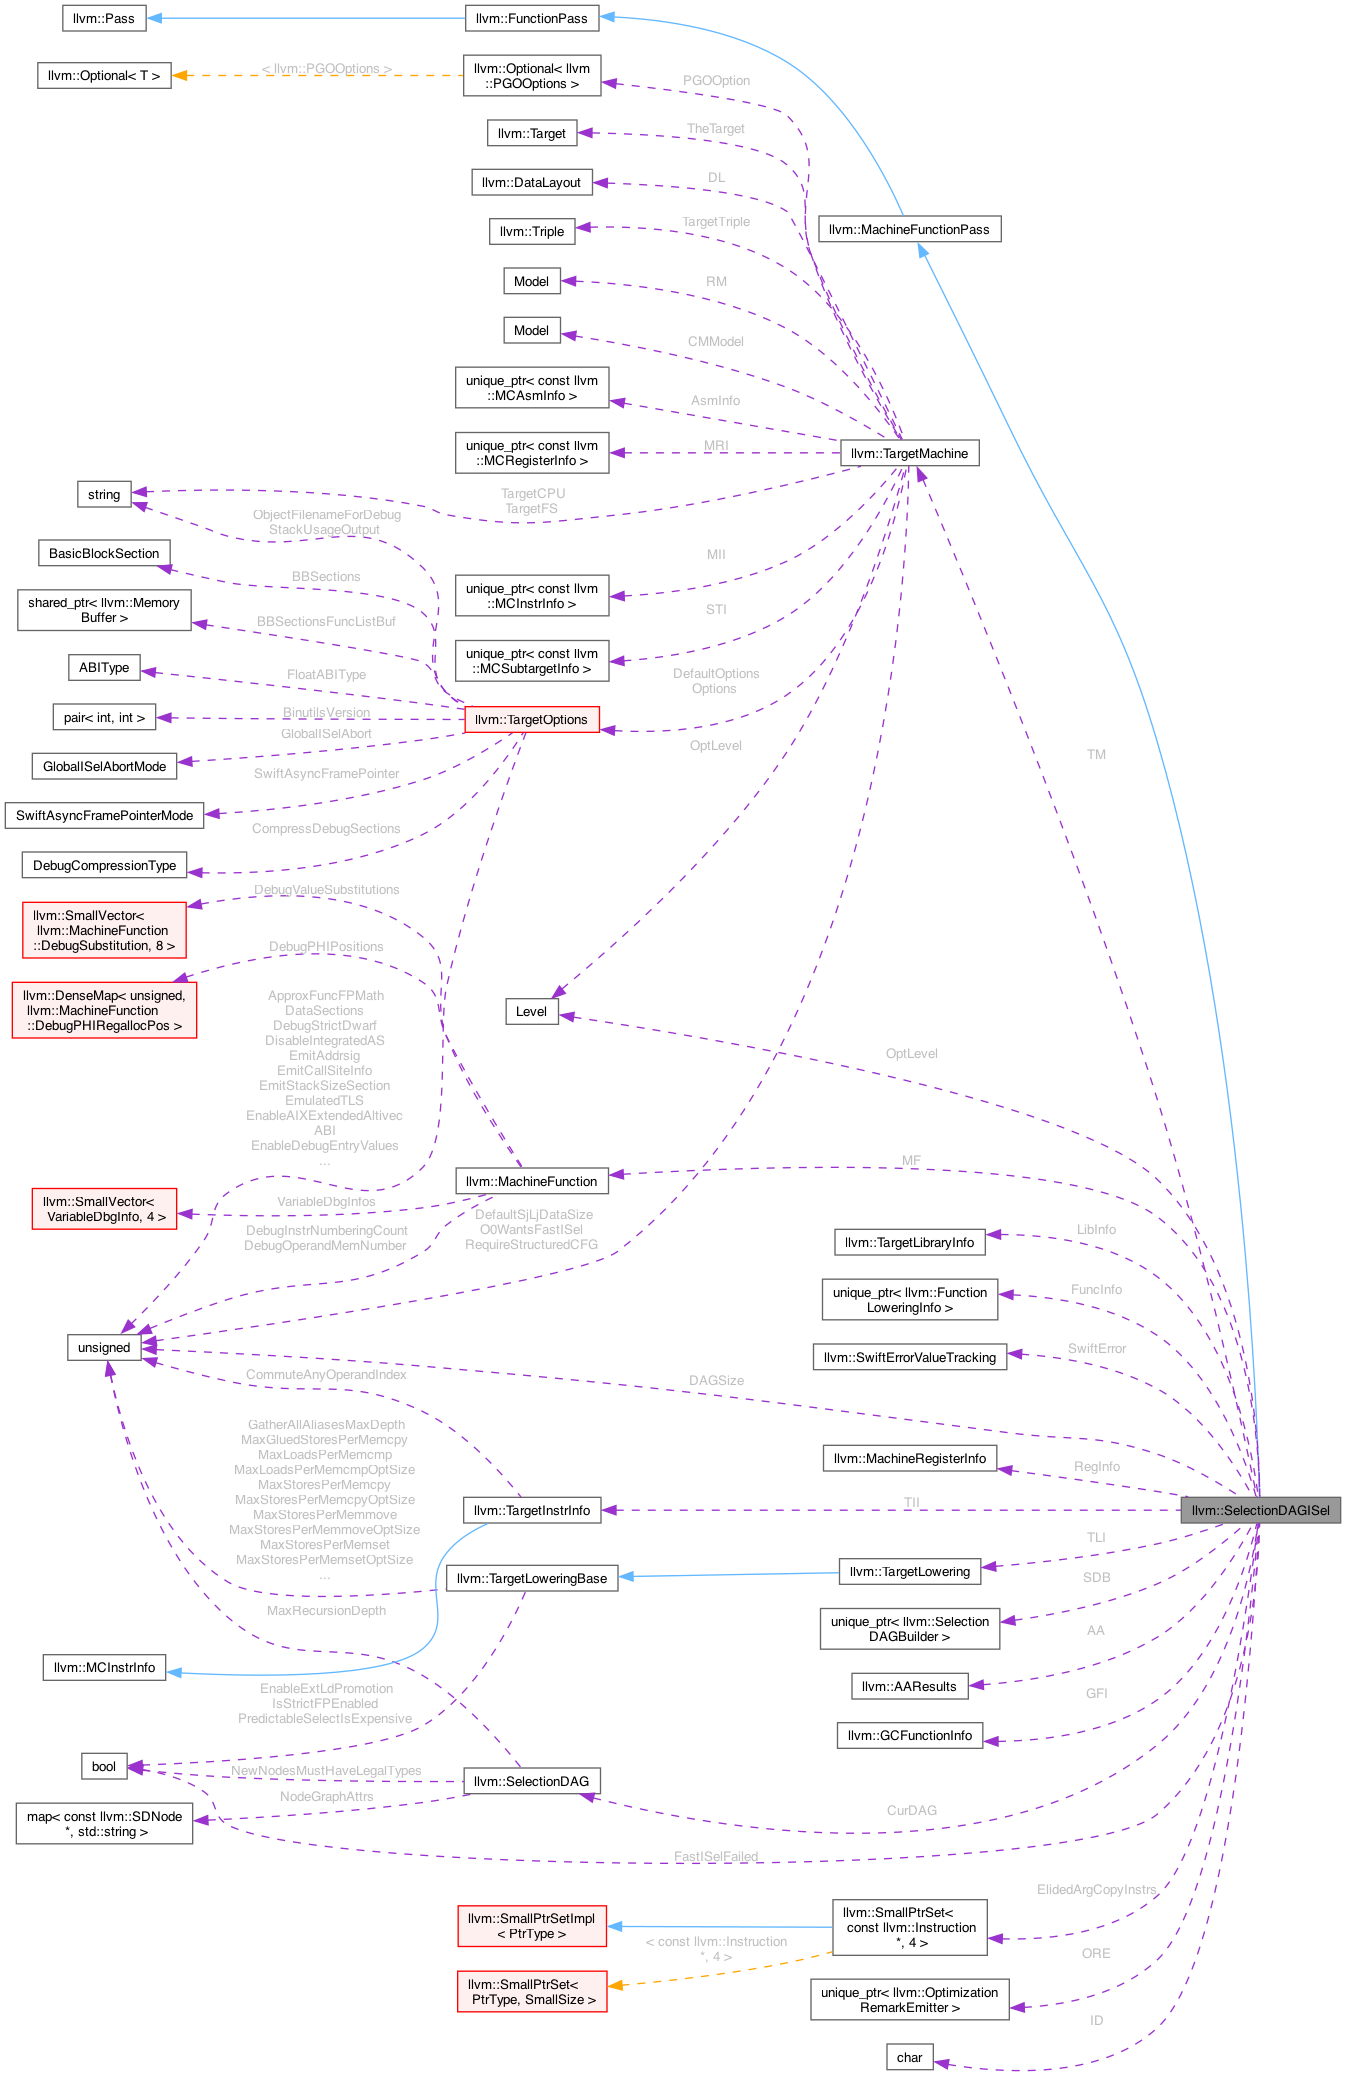 llvm::Pass
llvm::FunctionPass
llvm::Optional< T >
< llvm::PGOOptions >
llvm::Optional< llvm
::PGOOptions >
PGOOption
llvm::Target
TheTarget
llvm::DataLayout
DL
llvm::Triple
TargetTriple
llvm::MachineFunctionPass
Model
RM
Model
CMModel
unique_ptr< const llvm
::MCAsmInfo >
AsmInfo
unique_ptr< const llvm
::MCRegisterInfo >
MRI
llvm::TargetMachine
string
TargetCPU
TargetFS
ObjectFilenameForDebug
StackUsageOutput
BasicBlockSection
BBSections
unique_ptr< const llvm
::MCInstrInfo >
MII
shared_ptr< llvm::Memory
Buffer >
BBSectionsFuncListBuf
unique_ptr< const llvm
::MCSubtargetInfo >
STI
ABIType
FloatABIType
DefaultOptions
Options
pair< int, int >
BinutilsVersion
llvm::TargetOptions
GlobalISelAbort
GlobalISelAbortMode
OptLevel
TM
SwiftAsyncFramePointer
SwiftAsyncFramePointerMode
CompressDebugSections
DebugCompressionType
DebugValueSubstitutions
llvm::SmallVector<
llvm::MachineFunction
::DebugSubstitution, 8 >
DebugPHIPositions
llvm::DenseMap< unsigned,
llvm::MachineFunction
::DebugPHIRegallocPos >
Level
OptLevel
ApproxFuncFPMath
DataSections
DebugStrictDwarf
DisableIntegratedAS
EmitAddrsig
EmitCallSiteInfo
EmitStackSizeSection
EmulatedTLS
EnableAIXExtendedAltivec
ABI
EnableDebugEntryValues
...
llvm::MachineFunction
MF
llvm::SmallVector<
VariableDbgInfo, 4 >
VariableDbgInfos
DebugInstrNumberingCount
DebugOperandMemNumber
DefaultSjLjDataSize
O0WantsFastISel
RequireStructuredCFG
llvm::TargetLibraryInfo
LibInfo
unique_ptr< llvm::Function
LoweringInfo >
FuncInfo
unsigned
llvm::SwiftErrorValueTracking
SwiftError
CommuteAnyOperandIndex
DAGSize
GatherAllAliasesMaxDepth
MaxGluedStoresPerMemcpy
MaxLoadsPerMemcmp
MaxLoadsPerMemcmpOptSize
MaxStoresPerMemcpy
MaxStoresPerMemcpyOptSize
MaxStoresPerMemmove
MaxStoresPerMemmoveOptSize
MaxStoresPerMemset
MaxStoresPerMemsetOptSize
...
llvm::MachineRegisterInfo
RegInfo
llvm::TargetInstrInfo
TII
llvm::SelectionDAGISel
TLI
llvm::TargetLoweringBase
llvm::TargetLowering
SDB
MaxRecursionDepth
unique_ptr< llvm::Selection
DAGBuilder >
AA
llvm::MCInstrInfo
llvm::AAResults
GFI
EnableExtLdPromotion
IsStrictFPEnabled
PredictableSelectIsExpensive
llvm::GCFunctionInfo
bool
NewNodesMustHaveLegalTypes
llvm::SelectionDAG
NodeGraphAttrs
CurDAG
map< const llvm::SDNode
*, std::string >
FastISelFailed
ElidedArgCopyInstrs
llvm::SmallPtrSetImpl
< PtrType >
llvm::SmallPtrSet<
const llvm::Instruction
*, 4 >
< const llvm::Instruction
*, 4 >
ORE
llvm::SmallPtrSet<
PtrType, SmallSize >
unique_ptr< llvm::Optimization
RemarkEmitter >
ID
char